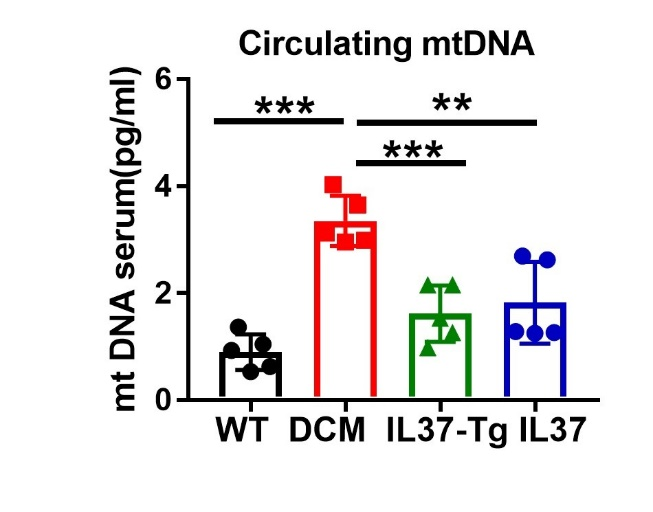 Circulating mtDNA
mt DNA serum(pg/ml)
6
4
2
0
***
**
***
WT DCM IL37-Tg IL37